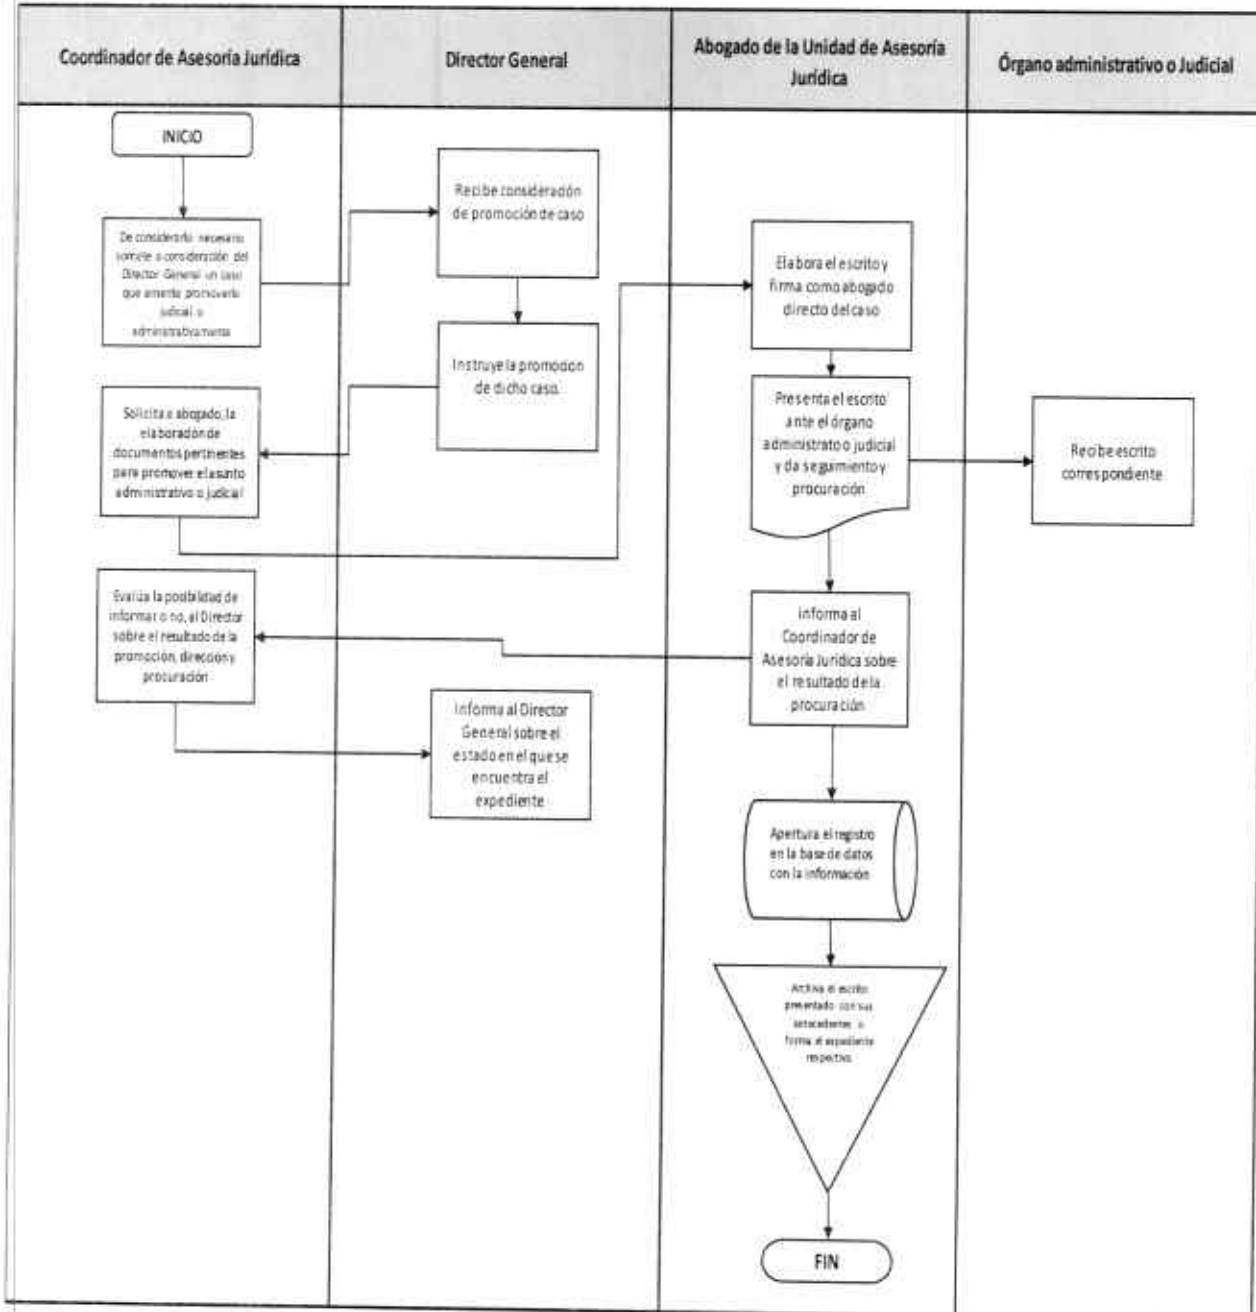 Coordinador de Asesoría Jurídica
Director General
Abogado de la Unidad de Asesoría
Jurídica
Órgano administrativo o Judicial
INICIO
De considerarlo necesario
somete a consideración del
Director General un caso
que amerita promoverlo
judicial o
administrativamente
Recibe consideración
de promoción de caso
Instruye la promoción
de dicho caso.
Solicita a abogado, la
elaboración de
documentos pertinentes
para promover el asunto
administrativo o judicial
Elabora el escrito y
firma como abogado
directo del caso
Presenta el escrito
ante el órgano
administrat o judicial
y da seguimiento y
procuración
Recibe escrito
correspondiente
informa al
Coordinador de
Asesoría Jurídica sobre
el resultado de la
procuración
Evalúa la posibilidad de
informar o no, al Director
sobre el resultado de la
promoción, dirección y
procuración
Informa al Director
General sobre el
estado en el que se
encuentra el
expediente
Apertura el registro
en la base de datos
con la información
Archiva el escrito
presentado con sus
antecedentes o
forma el expediente
respectivo
FIN